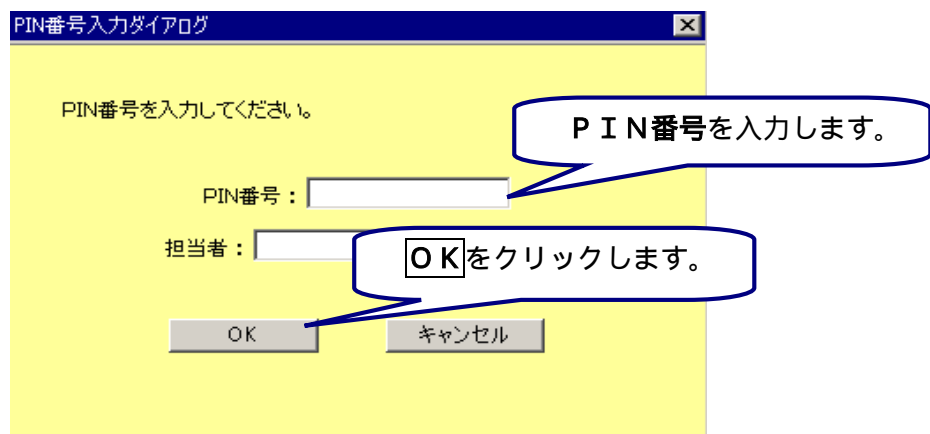 PIN番号入力ダイアログ
PIN番号を入力してください。
ＰＩＮ番号を入力します。
PIN番号：
担当者：
ＯＫをクリックします。
OK
キャンセル